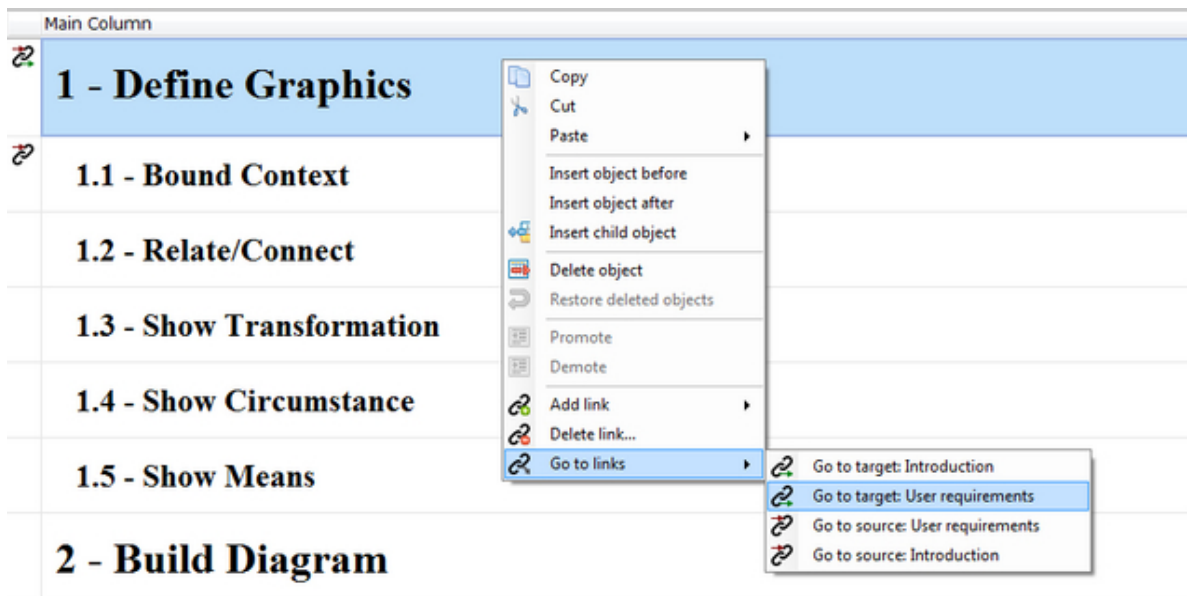 Main Column
1 - Define Graphics
1.1 - Bound Context
1.2 - Relate/Connect
1.3 - Show Transformation
1.4 - Show Circumstance
1.5 - Show Means
2 - Build Diagram
Copy
Cut
Paste
Insert object before
Insert object after
Insert child object
Delete object
Restore deleted objects
Promote
Demote
Add link
Delete link...
Go to links
Go to target: Introduction
Go to target: User requirements
Go to source: User requirements
Go to source: Introduction